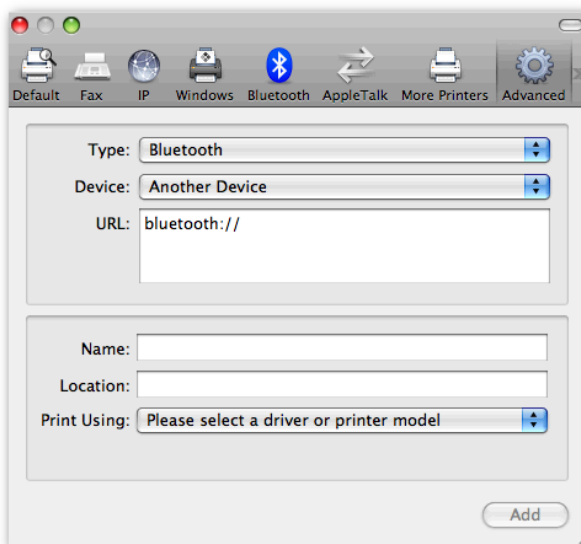 Default Fax IP Windows Bluetooth AppleTalk More Printers Advanced
Type: Bluetooth
Device: Another Device
URL: bluetooth://
Name:
Location:
Print Using: Please select a driver or printer model
Add